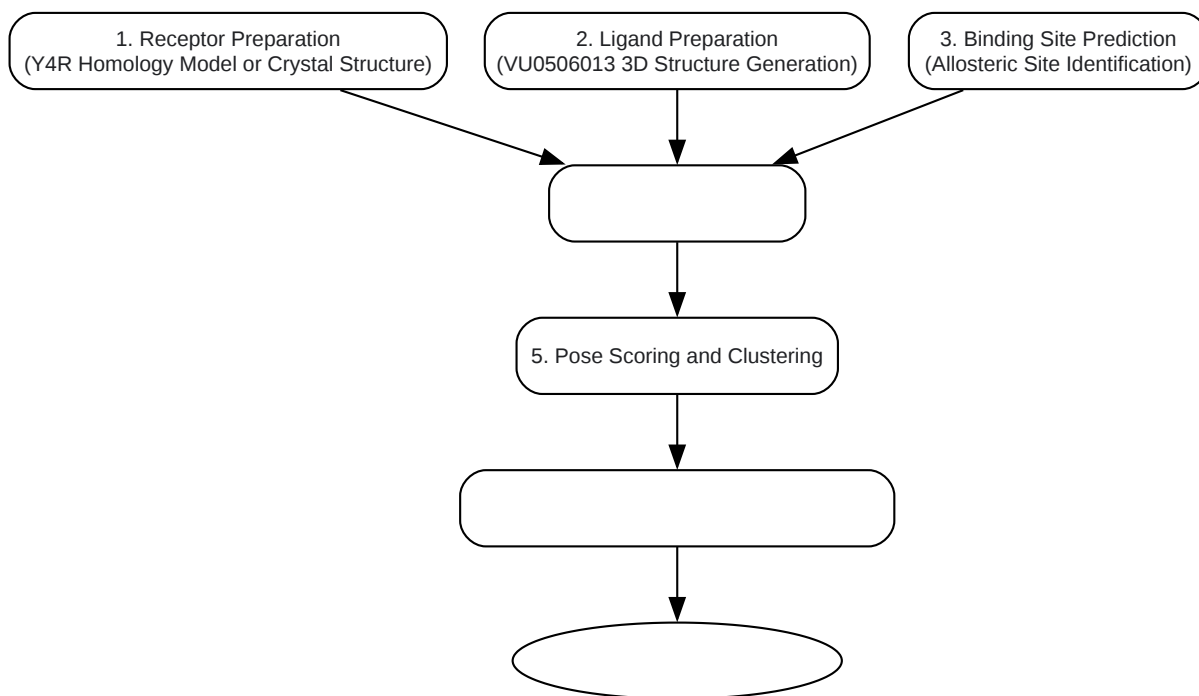 1. Receptor Preparation
(Y4R Homology Model or Crystal Structure)
2. Ligand Preparation
(VU0506013 3D Structure Generation)
3. Binding Site Prediction
(Allosteric Site Identification)
5. Pose Scoring and Clustering